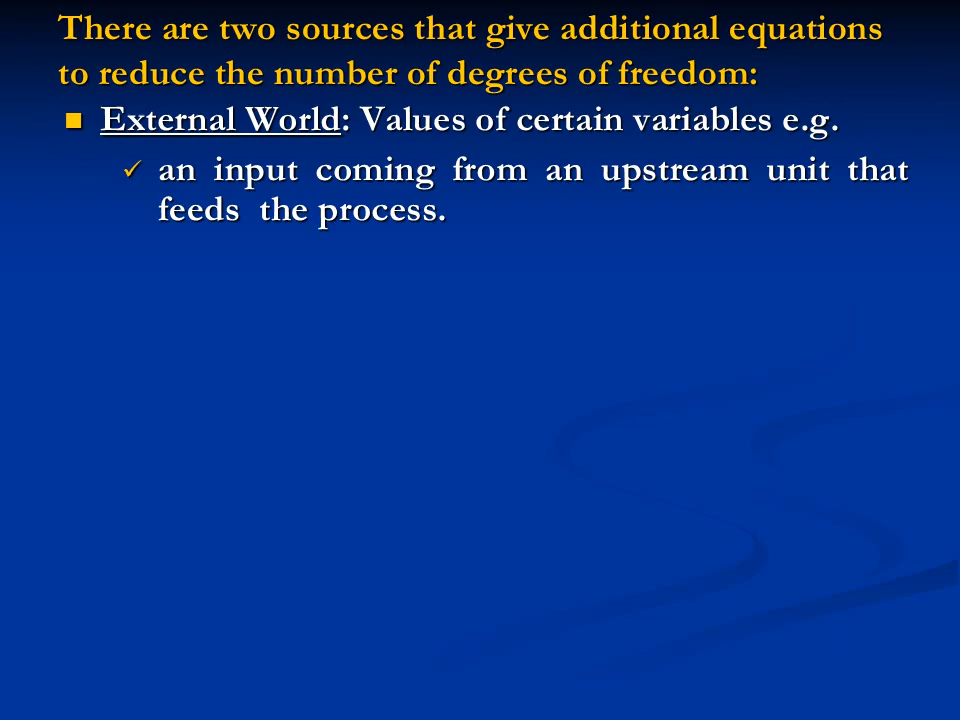 There are two sources that give additional equations
to reduce the number of degrees of freedom:
External World: Values of certain variables e.g.
an input coming from an upstream unit that
feeds the process.